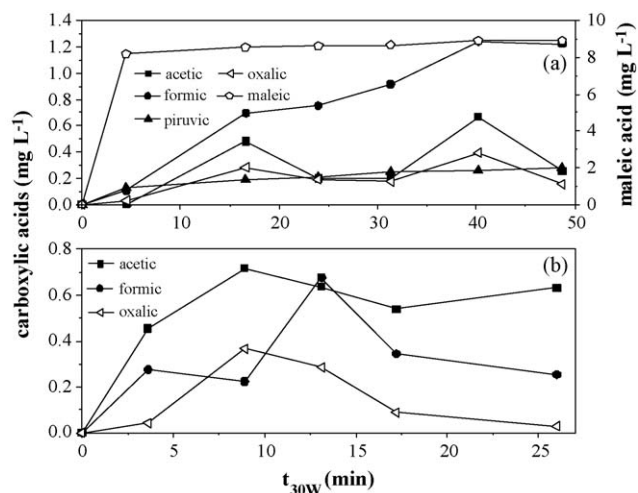 carboxylic acids (mg L-1)
maleic acid (mg L-1)
1.4
1.2
1.0
0.8
0.6
0.4
0.2
0.0
10
8
6
4
2
0
acetic
oxalic
formic
maleic
piruvic
(a)
0 10 20 30 40 50
0.8
0.6
0.4
0.2
0.0
acetic
formic
oxalic
(b)
0 5 10 15 20 25
t30W (min)